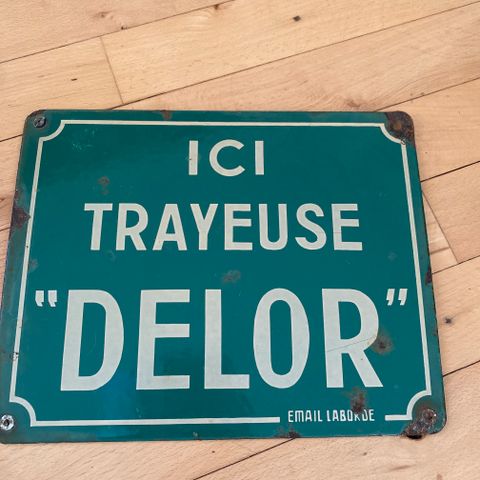 ICI
TRAYEUSE
"DELOR"
EMAIL LABORDE